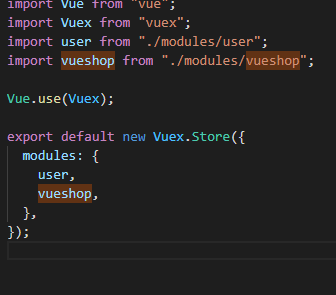 import Vue from "vue";
import Vuex from "vuex";
import user from "./modules/user";
import vueshop from "./modules/vueshop";
Vue.use(Vuex);
export default new Vuex.Store({
modules: {
user,
vueshop,
},
});